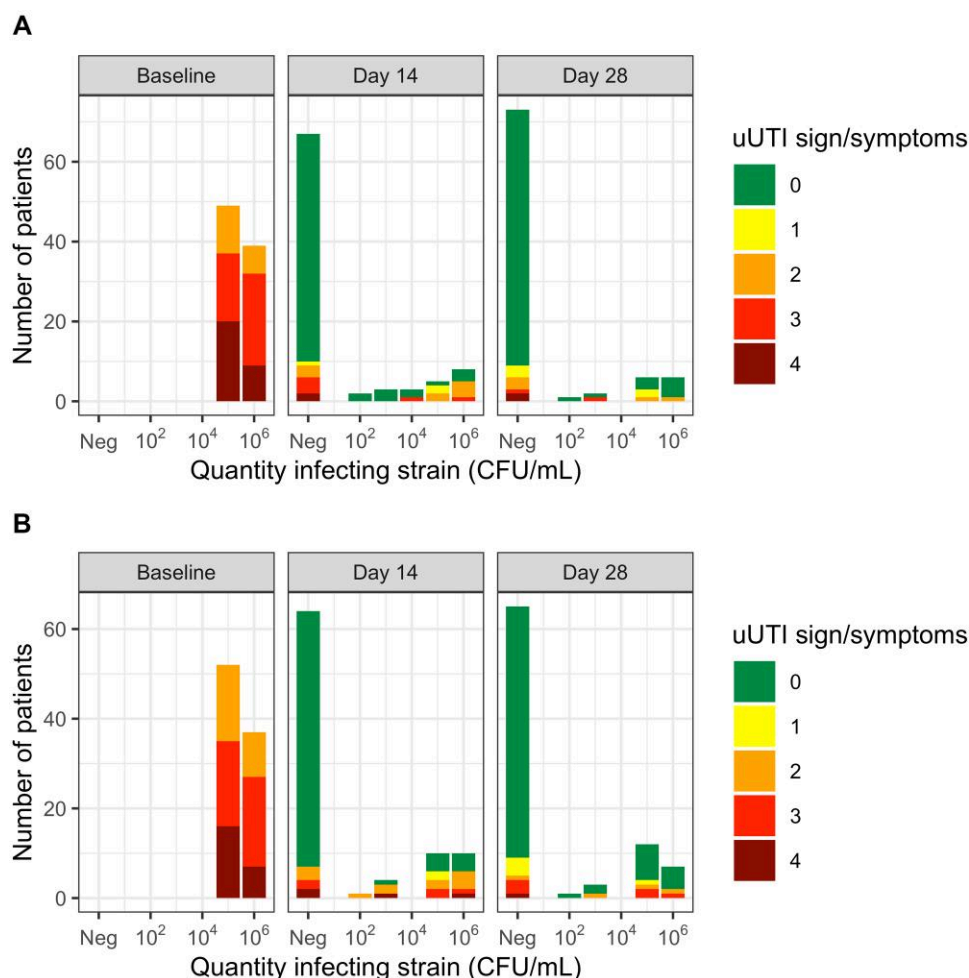 A
Baseline Day 14 Day 28
Number of patients
60
40
20
0
Neg 10² 10⁴ 10⁶ Neg 10² 10⁴ 10⁶ Neg 10² 10⁴ 10⁶
Quantity infecting strain (CFU/mL)
uUTI sign/symptoms
0
1
2
3
4
B
Baseline Day 14 Day 28
Number of patients
60
40
20
0
Neg 10² 10⁴ 10⁶ Neg 10² 10⁴ 10⁶ Neg 10² 10⁴ 10⁶
Quantity infecting strain (CFU/mL)
uUTI sign/symptoms
0
1
2
3
4